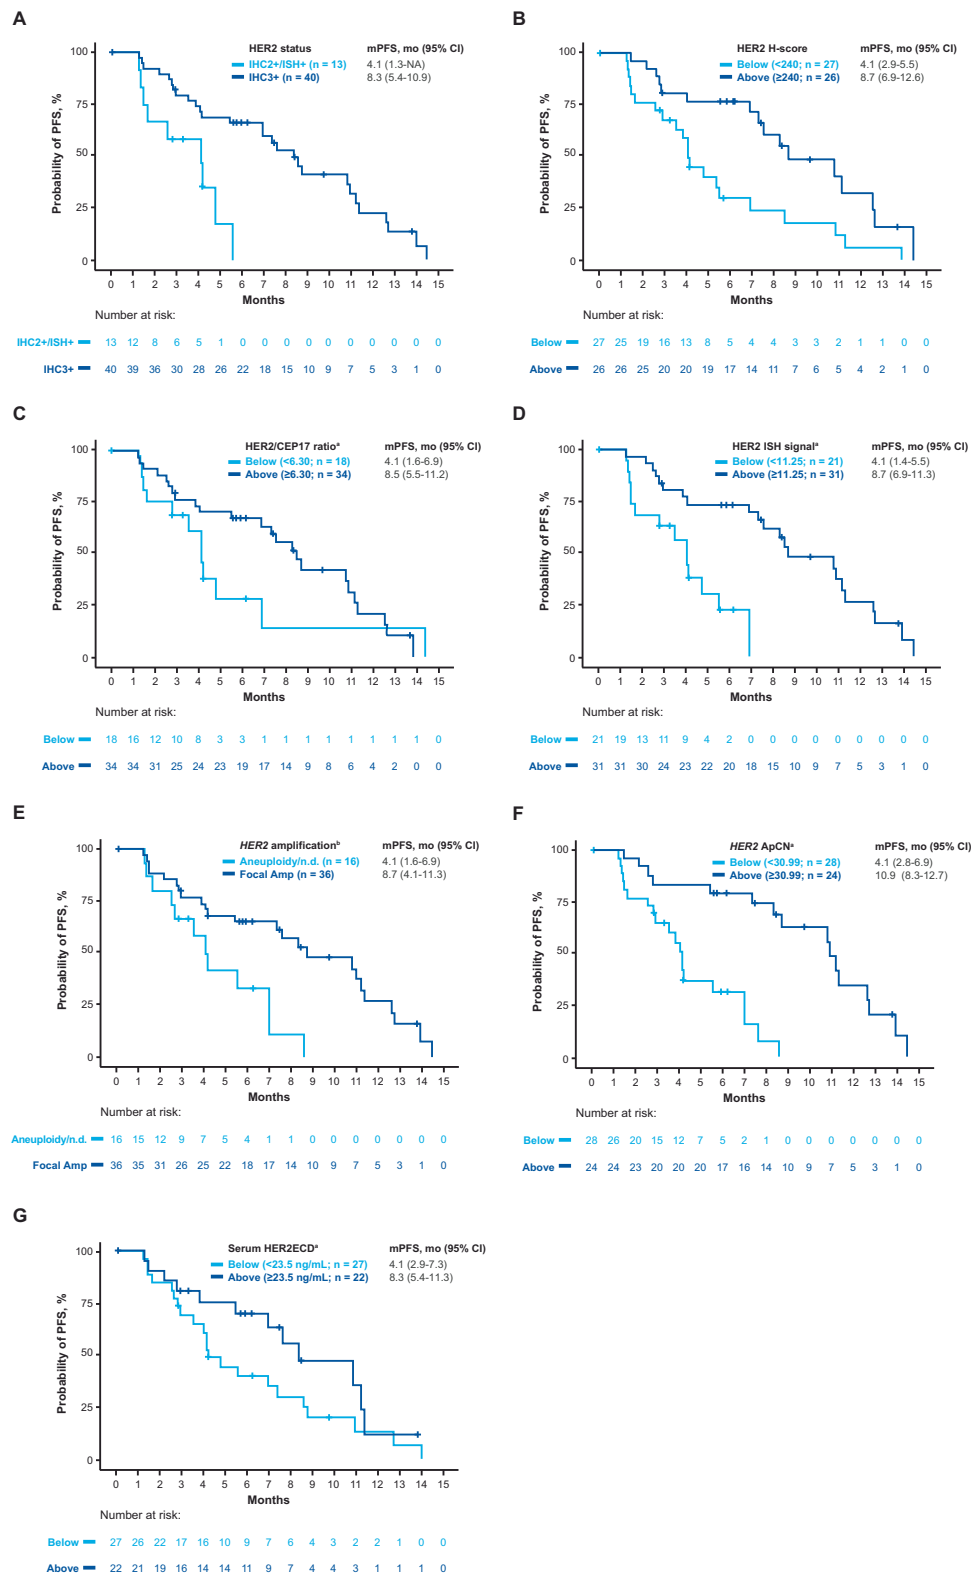 A
HER2 status mPFS, mo (95% CI)
IHC2+/ISH+ (n = 13) 4.1 (1.3-NA)
IHC3+ (n = 40) 8.3 (5.4-10.9)
Probability of PFS, %
100
75
50
25
0
0 1 2 3 4 5 6 7 8 9 10 11 12 13 14 15
Months
Number at risk:
IHC2+/ISH+ 13 12 8 6 5 1 0 0 0 0 0 0 0 0 0 0
IHC3+ 40 39 36 30 28 26 22 18 15 10 9 7 5 3 1 0
B
HER2 H-score mPFS, mo (95% CI)
Below (<240; n = 27) 4.1 (2.9-5.5)
Above (≥240; n = 26) 8.7 (6.9-12.6)
Probability of PFS, %
100
75
50
25
0
0 1 2 3 4 5 6 7 8 9 10 11 12 13 14 15
Months
Number at risk:
Below 27 25 19 16 13 8 5 4 4 3 3 2 1 1 0 0
Above 26 26 25 20 20 19 17 14 11 7 6 5 4 2 1 0
C
HER2/CEP17 ratioᵃ mPFS, mo (95% CI)
Below (<6.30; n = 18) 4.1 (1.6-6.9)
Above (≥6.30; n = 34) 8.5 (5.5-11.2)
Probability of PFS, %
100
75
50
25
0
0 1 2 3 4 5 6 7 8 9 10 11 12 13 14 15
Months
Number at risk:
Below 18 16 12 10 8 3 3 1 1 1 1 1 1 1 1 0
Above 34 34 31 25 24 23 19 17 14 9 8 6 4 2 0 0
D
HER2 ISH signalᵃ mPFS, mo (95% CI)
Below (<11.25; n = 21) 4.1 (1.4-5.5)
Above (≥11.25; n = 31) 8.7 (6.9-11.3)
Probability of PFS, %
100
75
50
25
0
0 1 2 3 4 5 6 7 8 9 10 11 12 13 14 15
Months
Number at risk:
Below 21 19 13 11 9 4 2 0 0 0 0 0 0 0 0 0
Above 31 31 30 24 23 22 20 18 15 10 9 7 5 3 1 0
E
HER2 amplificationᵇ mPFS, mo (95% CI)
Aneuploidy/n.d. (n = 16) 4.1 (1.6-6.9)
Focal Amp (n = 36) 8.7 (4.1-11.3)
Probability of PFS, %
100
75
50
25
0
0 1 2 3 4 5 6 7 8 9 10 11 12 13 14 15
Months
Number at risk:
Aneuploidy/n.d. 16 15 12 9 7 5 4 1 1 0 0 0 0 0 0 0
Focal Amp 36 35 31 26 25 22 18 17 14 10 9 7 5 3 1 0
F
HER2 ApCNᵃ mPFS, mo (95% CI)
Below (<30.99; n = 28) 4.1 (2.8-6.9)
Above (≥30.99; n = 24) 10.9 (8.3-12.7)
Probability of PFS, %
100
75
50
25
0
0 1 2 3 4 5 6 7 8 9 10 11 12 13 14 15
Months
Number at risk:
Below 28 26 20 15 12 7 5 2 1 0 0 0 0 0 0 0
Above 24 24 23 20 20 20 17 16 14 10 9 7 5 3 1 0
G
Serum HER2ECDᵃ mPFS, mo (95% CI)
Below (<23.5 ng/mL; n = 27) 4.1 (2.9-7.3)
Above (≥23.5 ng/mL; n = 22) 8.3 (5.4-11.3)
Probability of PFS, %
100
75
50
25
0
0 1 2 3 4 5 6 7 8 9 10 11 12 13 14 15
Months
Number at risk:
Below 27 26 22 17 16 10 9 7 6 4 3 2 2 1 0 0
Above 22 21 19 16 14 14 11 9 7 4 4 3 1 1 1 0